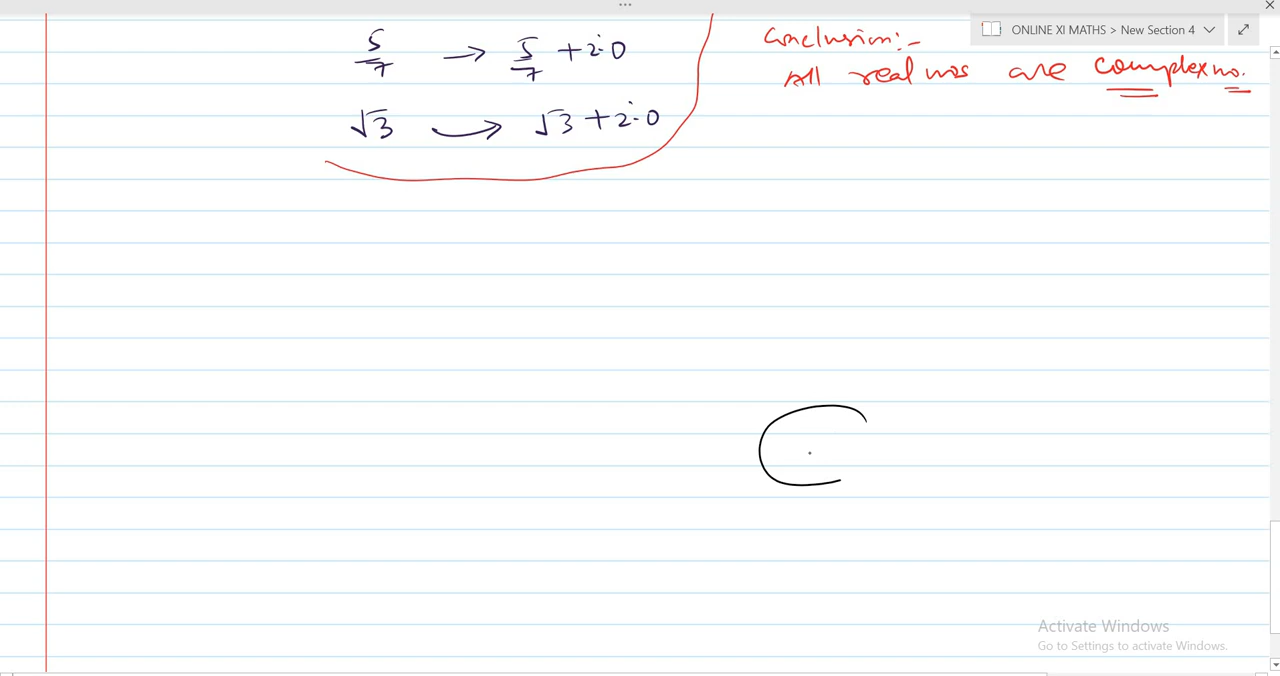 ONLINE XI MATHS > New Section 4
5/7 → 5/7 + i·0
√3 → √3 + i·0
Conclusion:-
All real nos are complex no.
Activate Windows
Go to Settings to activate Windows.